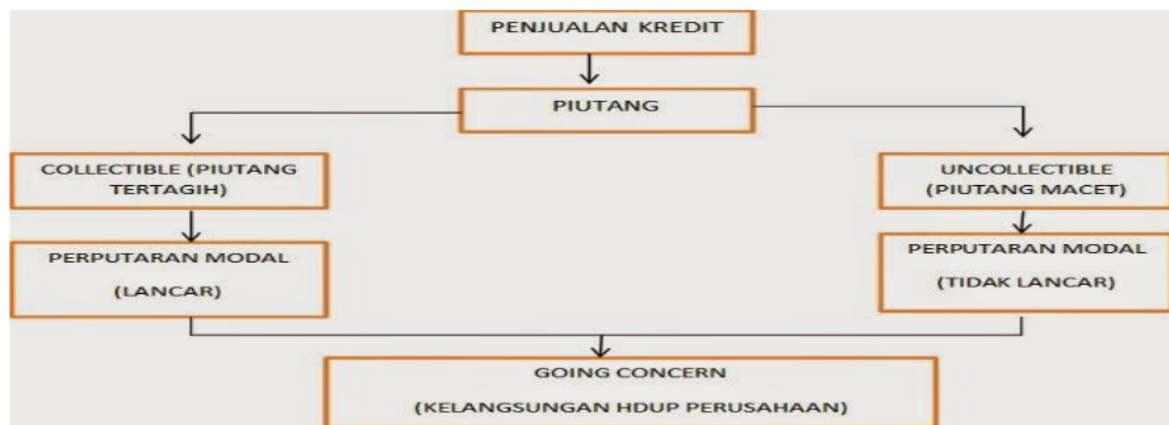 PENJUALAN KREDIT
PIUTANG
COLLECTIBLE (PIUTANG
TERTAGIH)
UNCOLLECTIBLE
(PIUTANG MACET)
PERPUTARAN MODAL
(LANCAR)
PERPUTARAN MODAL
(TIDAK LANCAR)
GOING CONCERN
(KELANGSUNGAN HDUP PERUSAHAAN)